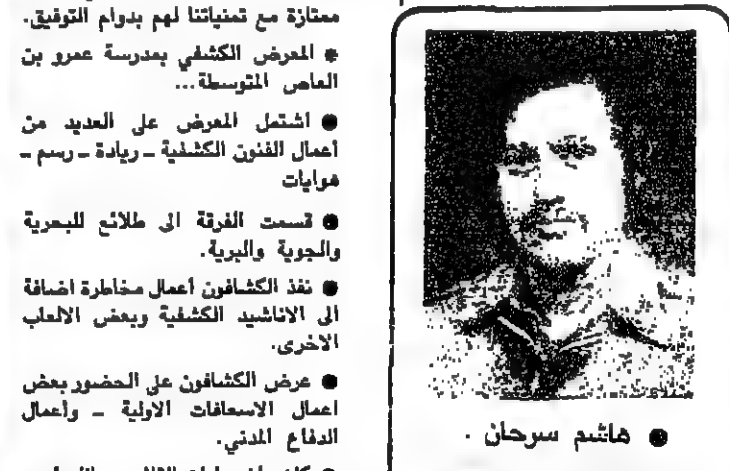 ممتازة مع تمنياتنا لهم بدوام التوفيق.
* المعرض الكشفي بمدرسة عمرو بن
العاص المتوسطة...
● اشتمل المعرض على العديد من
أعمال الفنون الكشفية ـ ريادة ـ رسم ـ
هوايات
● قسمت الفرقة الى طلائع للبحرية
والجوية والبرية.
● نفذ الكشافون أعمال مخاطرة اضافة
الى الاناشيد الكشفية وبعض الالعاب
الاخرى.
● عرض الكشافون على الحضور بعض
اعمال الاسعافات الاولية ـ وأعمال
الدفاع المدني.
● هاشم سرحان .